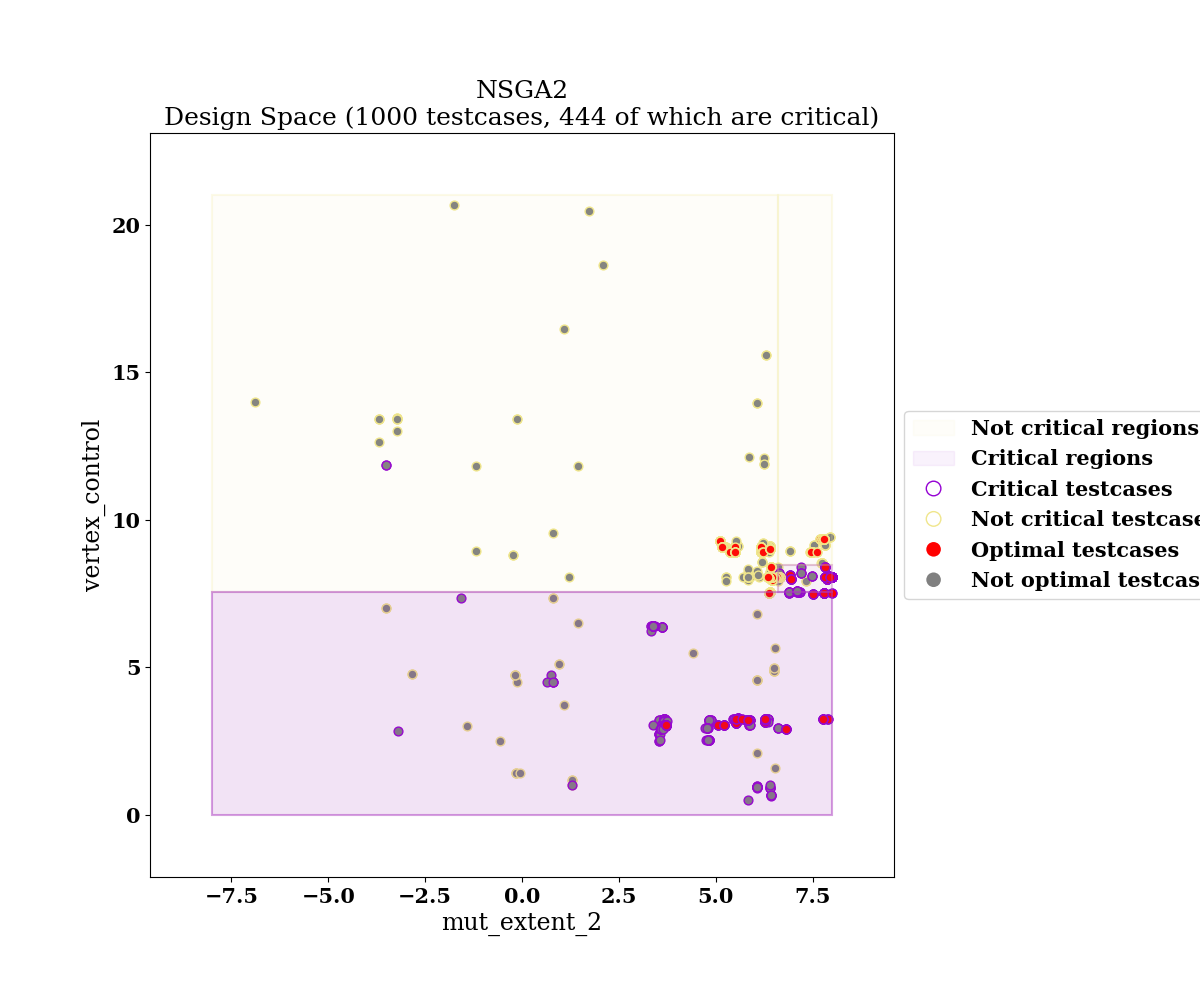 NSGA2
Design Space (1000 testcases, 444 of which are critical)
vertex_control
20
15
10
5
0
−7.5
−5.0
−2.5
0.0
2.5
5.0
7.5
mut_extent_2
Not critical regions
Critical regions
Critical testcases
Not critical testcase
Optimal testcases
Not optimal testcas